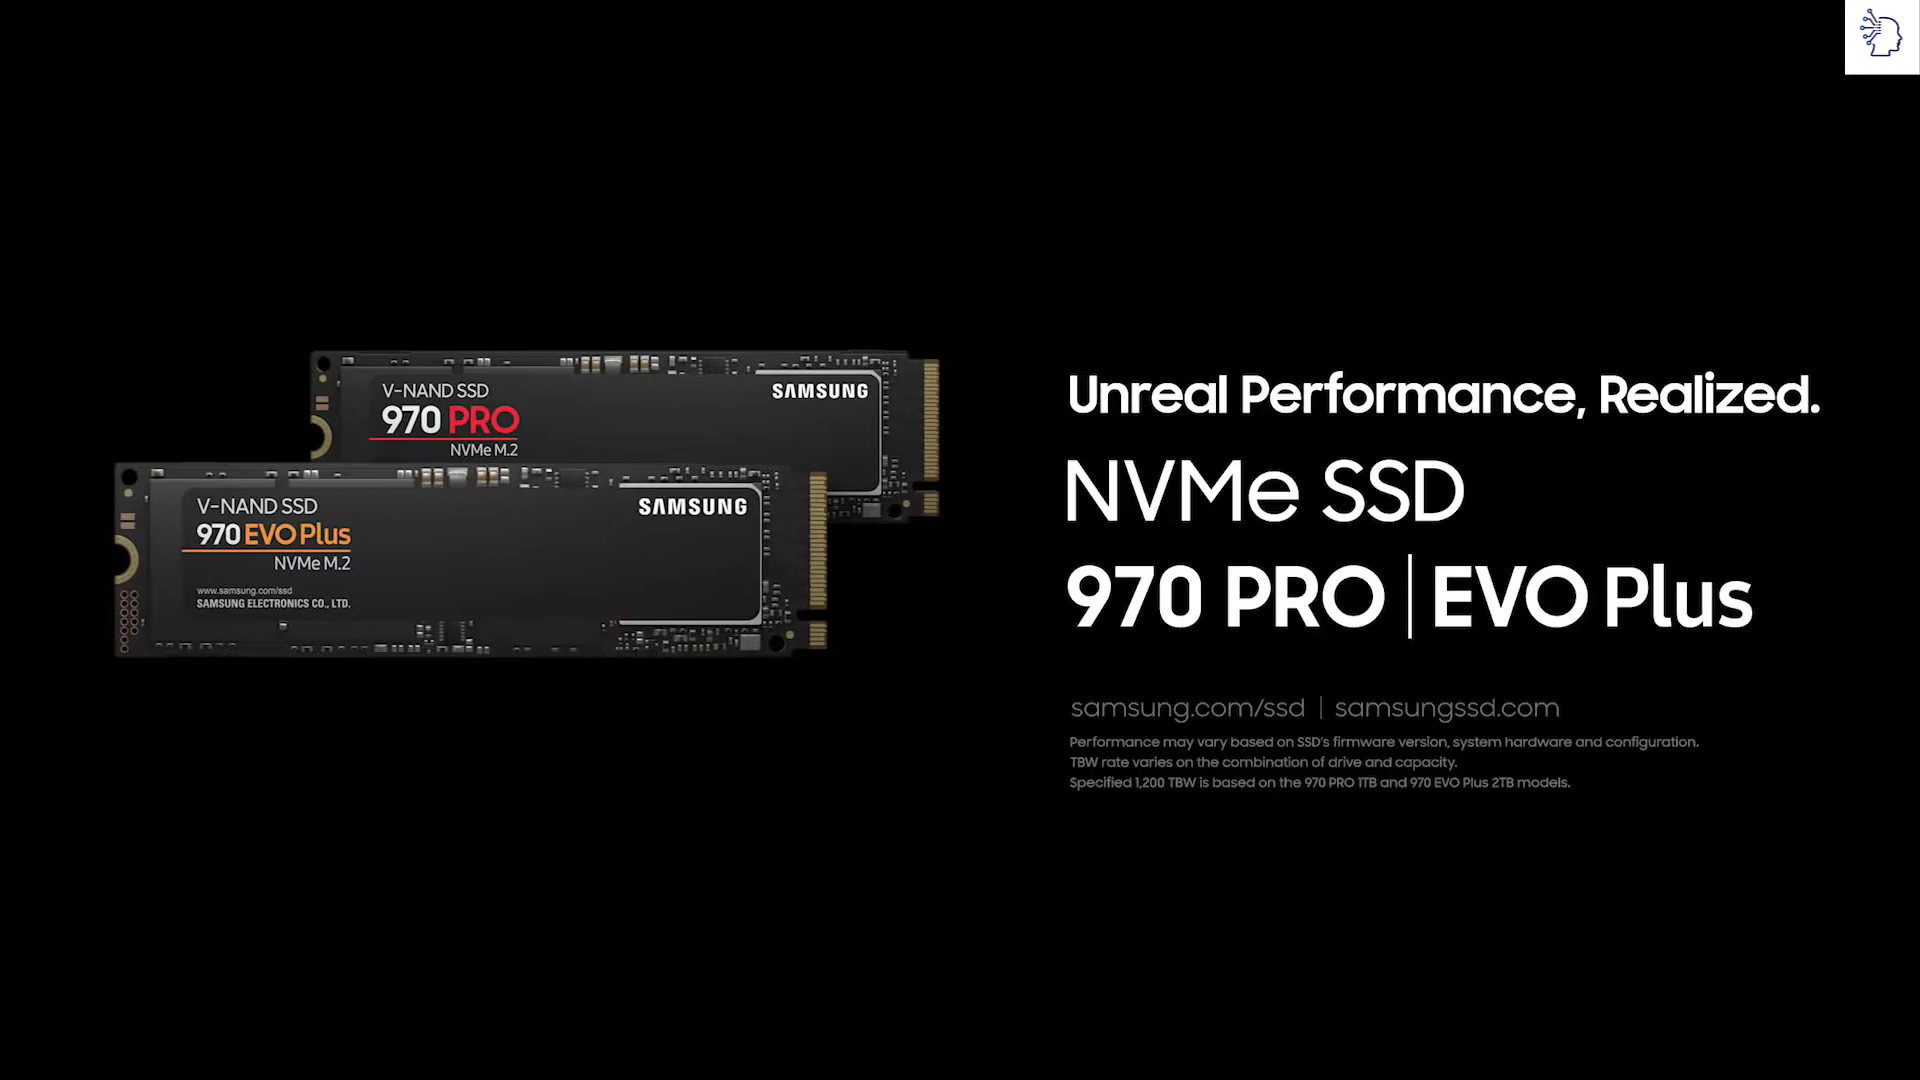 V-NAND SSD
970 PRO
NVMe M.2
SAMSUNG
V-NAND SSD
970 EVO Plus
NVMe M.2
www.samsung.com/ssd
SAMSUNG ELECTRONICS CO., LTD.
SAMSUNG
Unreal Performance, Realized.
NVMe SSD
970 PRO | EVO Plus
samsung.com/ssd | samsungssd.com
Performance may vary based on SSD's firmware version, system hardware and configuration.
TBW rate varies on the combination of drive and capacity.
Specified 1,200 TBW is based on the 970 PRO 1TB and 970 EVO Plus 2TB models.